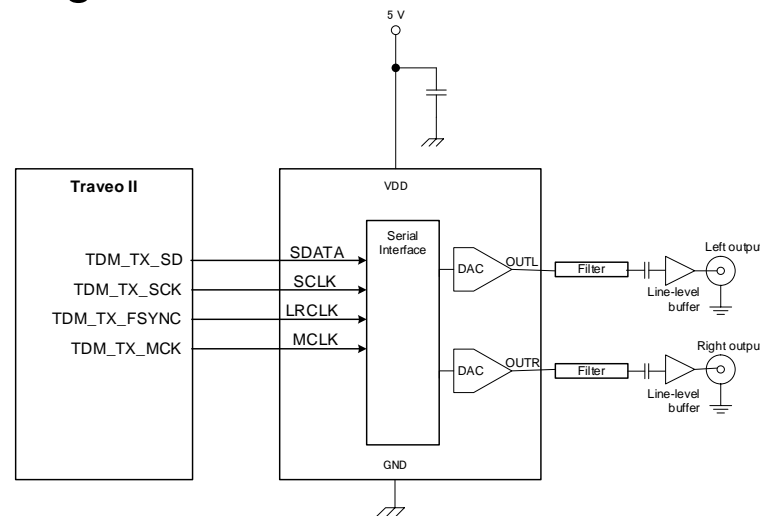 5 V
Traveo II
VDD
TDM_TX_SD
TDM_TX_SCK
TDM_TX_FSYNC
TDM_TX_MCK
SDATA
SCLK
LRCLK
MCLK
Serial
Interface
DAC
OUTL
Filter
Line-level
buffer
Left outpu
DAC
OUTR
Filter
Line-level
buffer
Right outpu
GND